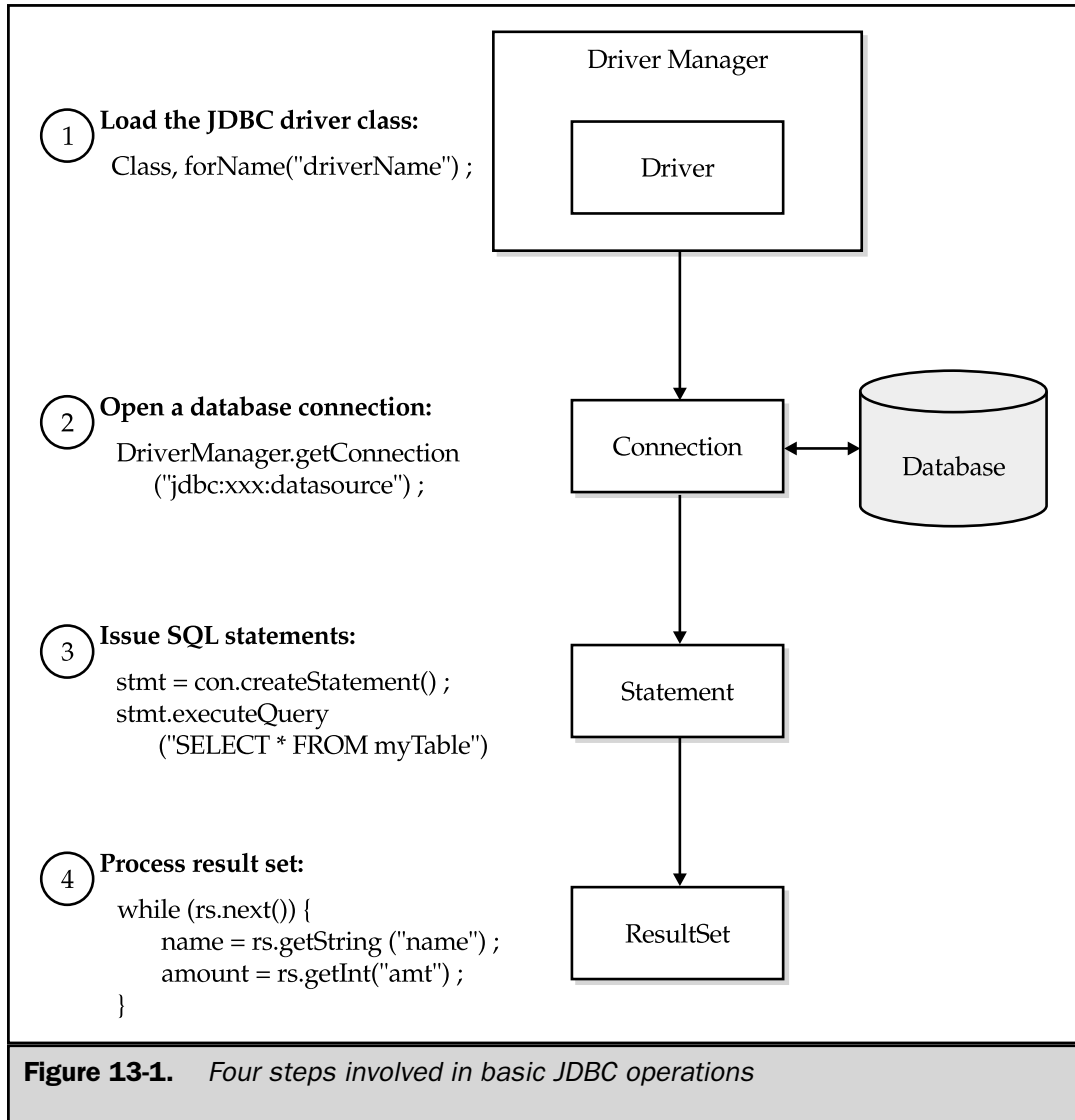 Driver Manager
Driver
1
Load the JDBC driver class:
Class, forName("driverName") ;
2
Open a database connection:
DriverManager.getConnection
("jdbc:xxx:datasource") ;
Connection
Database
3
Issue SQL statements:
stmt = con.createStatement() ;
stmt.executeQuery
("SELECT * FROM myTable")
Statement
4
Process result set:
while (rs.next()) {
name = rs.getString ("name") ;
amount = rs.getInt("amt") ;
}
ResultSet
Figure 13-1. Four steps involved in basic JDBC operations